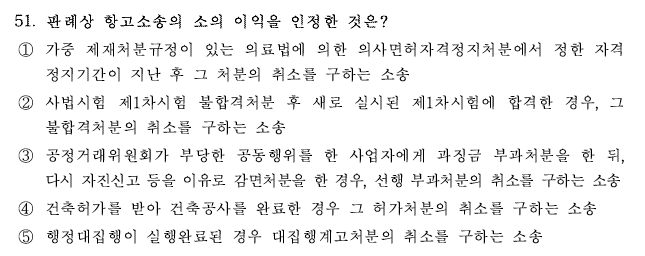 51. 판례상 항고소송의 소의 이익을 인정한 것은?
① 가중 제재처분규정이 있는 의료법에 의한 의사면허자격정지처분에서 정한 자격
정지기간이 지난 후 그 처분의 취소를 구하는 소송
② 사법시험 제1차시험 불합격처분 후 새로 실시된 제1차시험에 합격한 경우, 그
불합격처분의 취소를 구하는 소송
③ 공정거래위원회가 부당한 공동행위를 한 사업자에게 과징금 부과처분을 한 뒤,
다시 자진신고 등을 이유로 감면처분을 한 경우, 선행 부과처분의 취소를 구하는 소송
④ 건축허가를 받아 건축공사를 완료한 경우 그 허가처분의 취소를 구하는 소송
⑤ 행정대집행이 실행완료된 경우 대집행계고처분의 취소를 구하는 소송